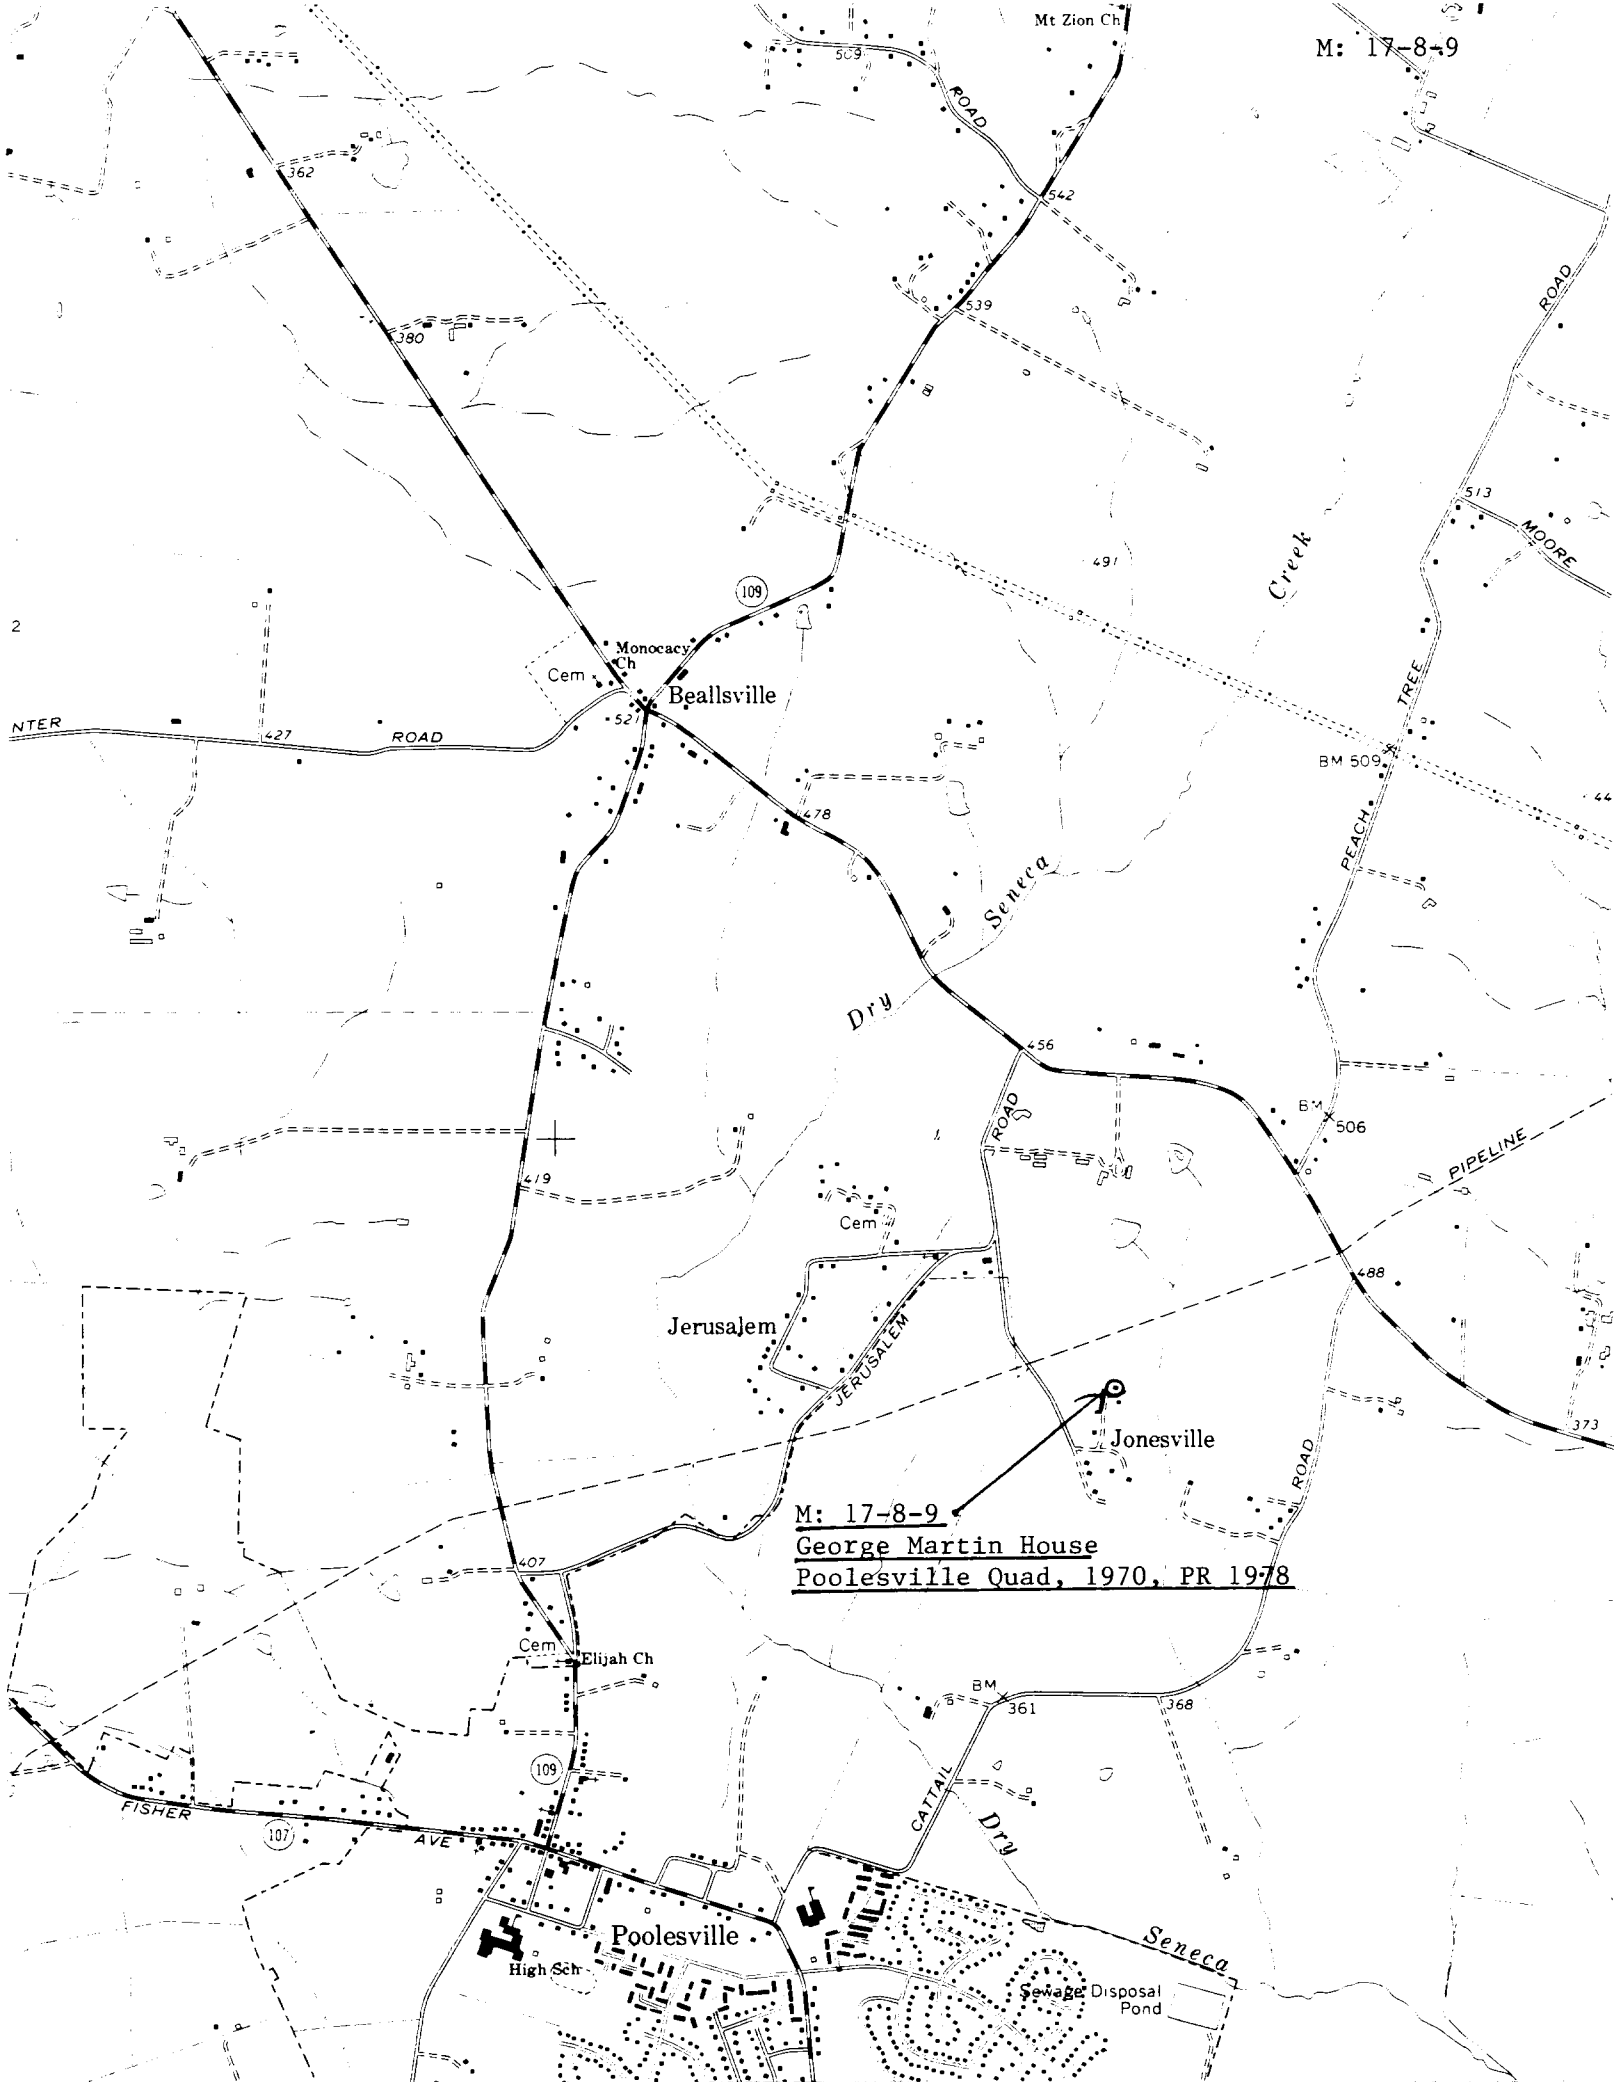 Mt Zion Ch
M: 17-8-9
509
ROAD
362
542
ROAD
539
380
513
MOORE
491
Creek
109
2
Monocacy
Ch
Cem
Beallsville
521
TREE
NTER
427
ROAD
BM 509
44
478
PEACH
Seneca
Dry
456
ROAD
BM
506
PIPELINE
419
Cem
488
Jerusalem
JERUSALEM
373
Jonesville
ROAD
M: 17-8-9
George Martin House
Poolesville Quad, 1970, PR 1978
407
Cem
Elijah Ch
BM
361
368
109
CATTAIL
FISHER
107
AVE
Dry
Poolesville
Seneca
High Sch
Sewage Disposal
Pond